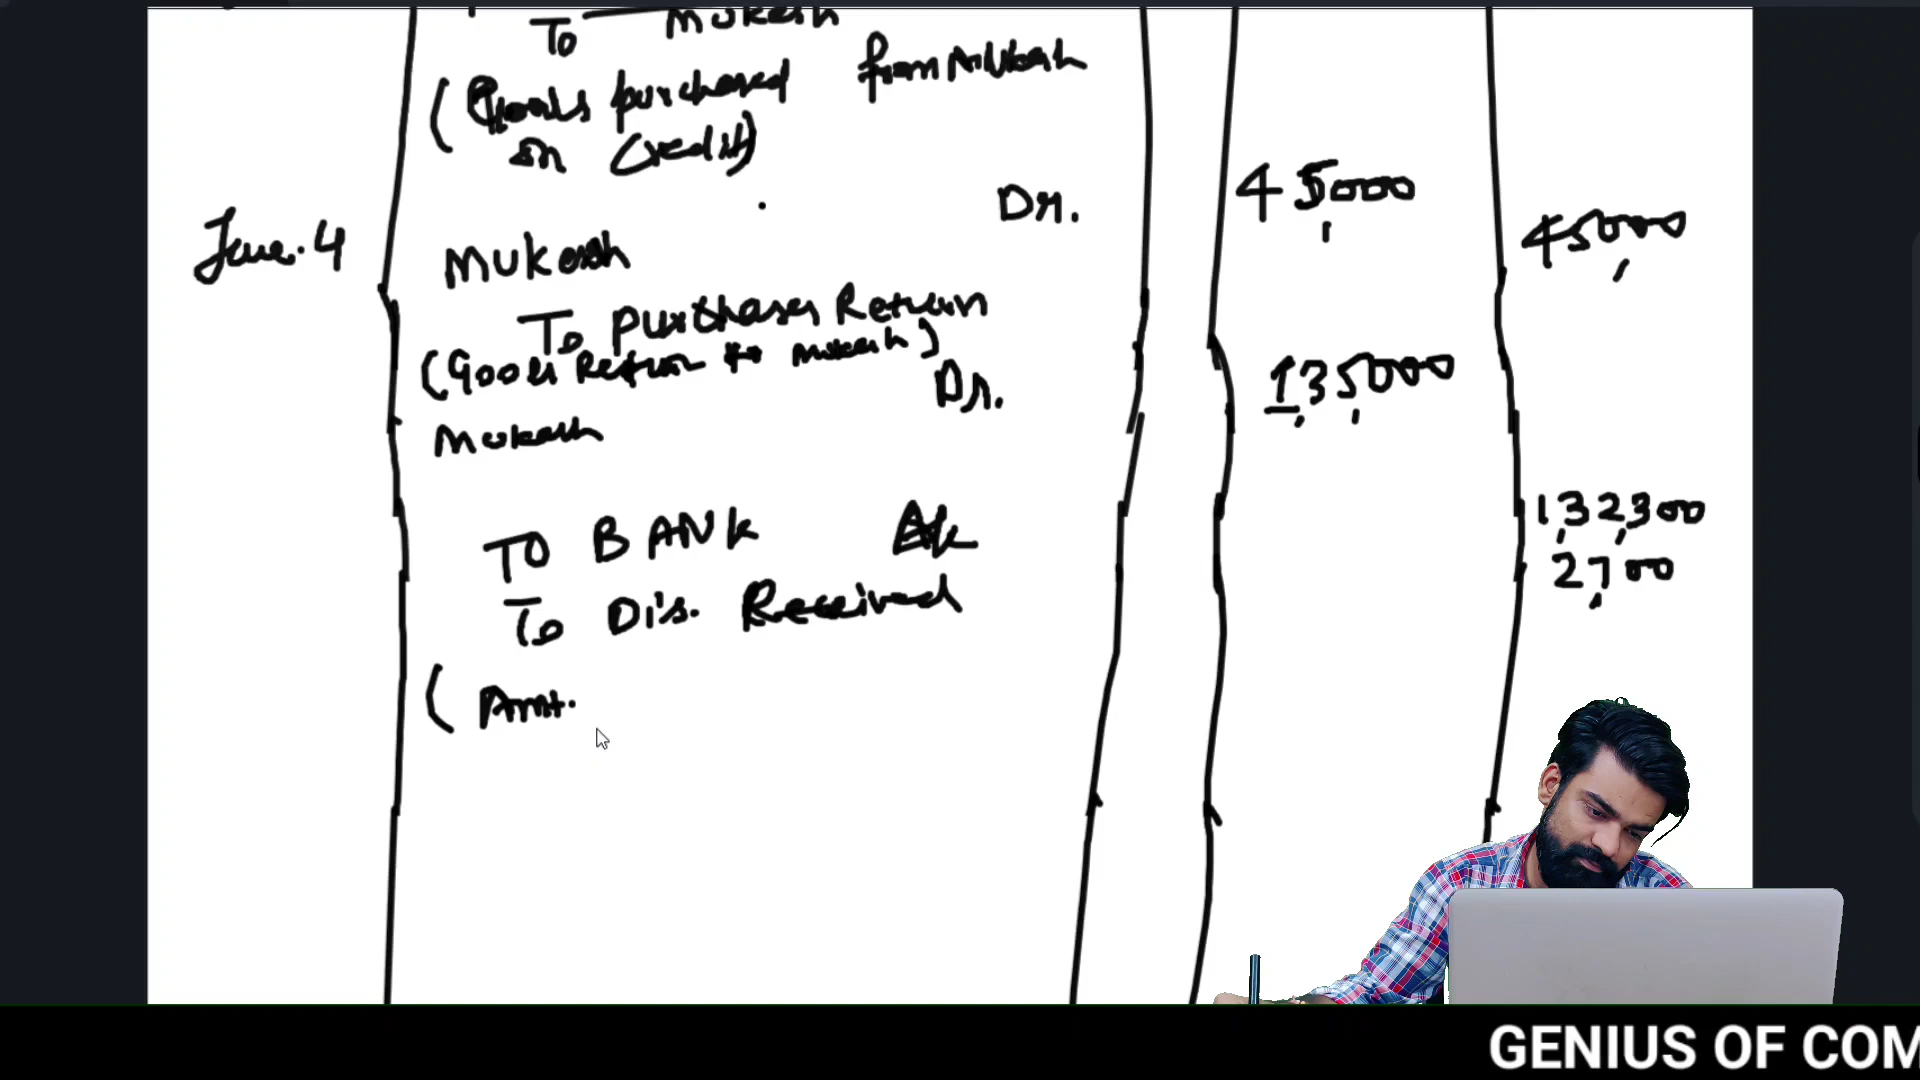 To Mukesh
(Goods purchased from Mukesh
on Credit)
June. 4 Mukesh Dr. 45,000
To purchases Return 45,000
(Goods Return to Mukesh)
Mukesh Dr. 1,35,000
TO BANK A/c 1,32,300
To Dis. Received 2,700
(Amt.
GENIUS OF COM